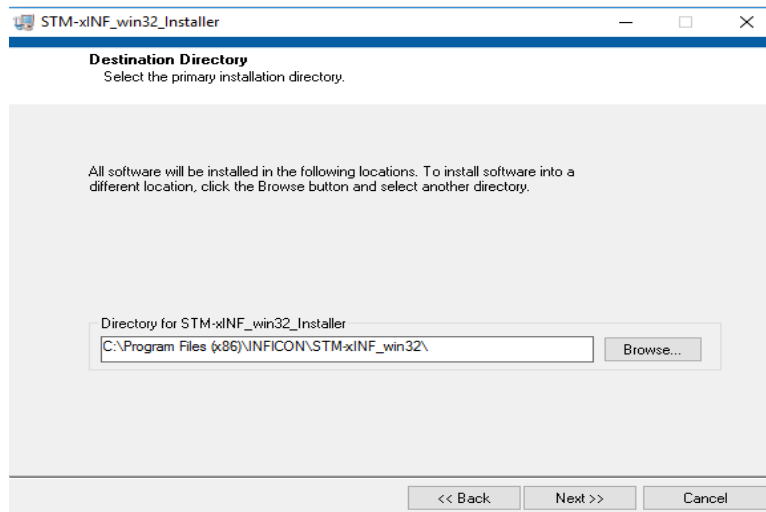 STM-xINF_win32_Installer
Destination Directory
Select the primary installation directory.
All software will be installed in the following locations. To install software into a
different location, click the Browse button and select another directory.
Directory for STM-xINF_win32_Installer
C:\Program Files (x86)\INFICON\STM-xINF_win32\
Browse...
<< Back
Next >>
Cancel